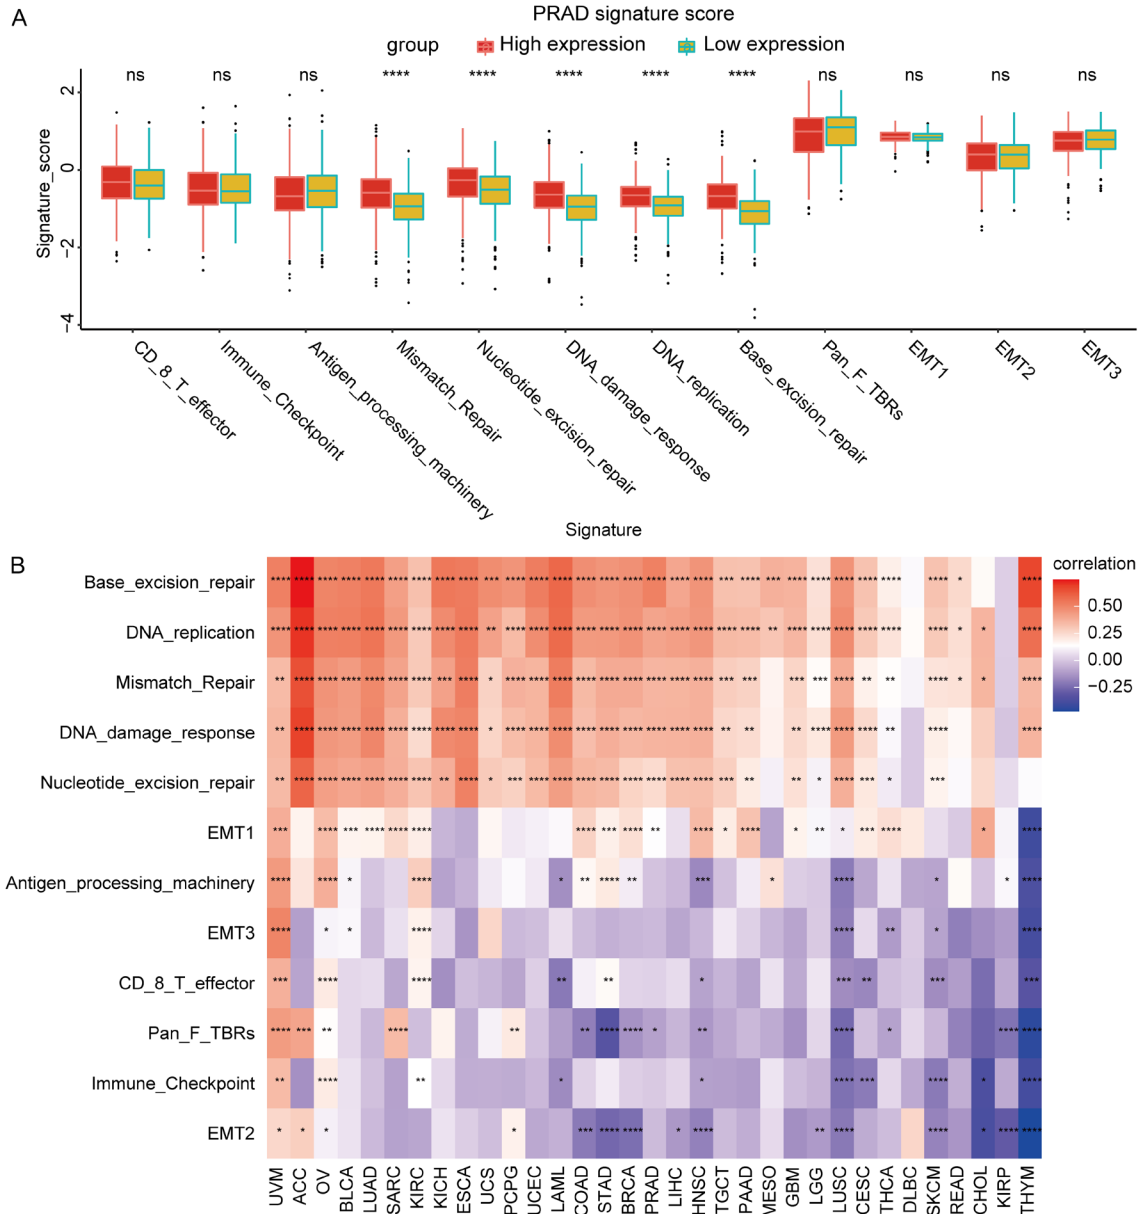 A
PRAD signature score
group High expression Low expression
ns ns ns **** **** **** **** **** ns ns ns ns
Signature_score
2
0
−2
−4
CD_8_T_effector
Immune_Checkpoint
Antigen_processing_machinery
Mismatch_Repair
Nucleotide_excision_repair
DNA_damage_response
DNA_replication
Base_excision_repair
Pan_F_TBRs
EMT1
EMT2
EMT3
Signature
B
correlation
0.50
0.25
0.00
−0.25
Base_excision_repair
DNA_replication
Mismatch_Repair
DNA_damage_response
Nucleotide_excision_repair
EMT1
Antigen_processing_machinery
EMT3
CD_8_T_effector
Pan_F_TBRs
Immune_Checkpoint
EMT2
UVM
ACC
OV
BLCA
LUAD
SARC
KIRC
KICH
ESCA
UCS
PCPG
UCEC
LAML
COAD
STAD
BRCA
PRAD
LIHC
HNSC
TGCT
PAAD
MESO
GBM
LGG
LUSC
CESC
THCA
DLBC
SKCM
READ
CHOL
KIRP
THYM